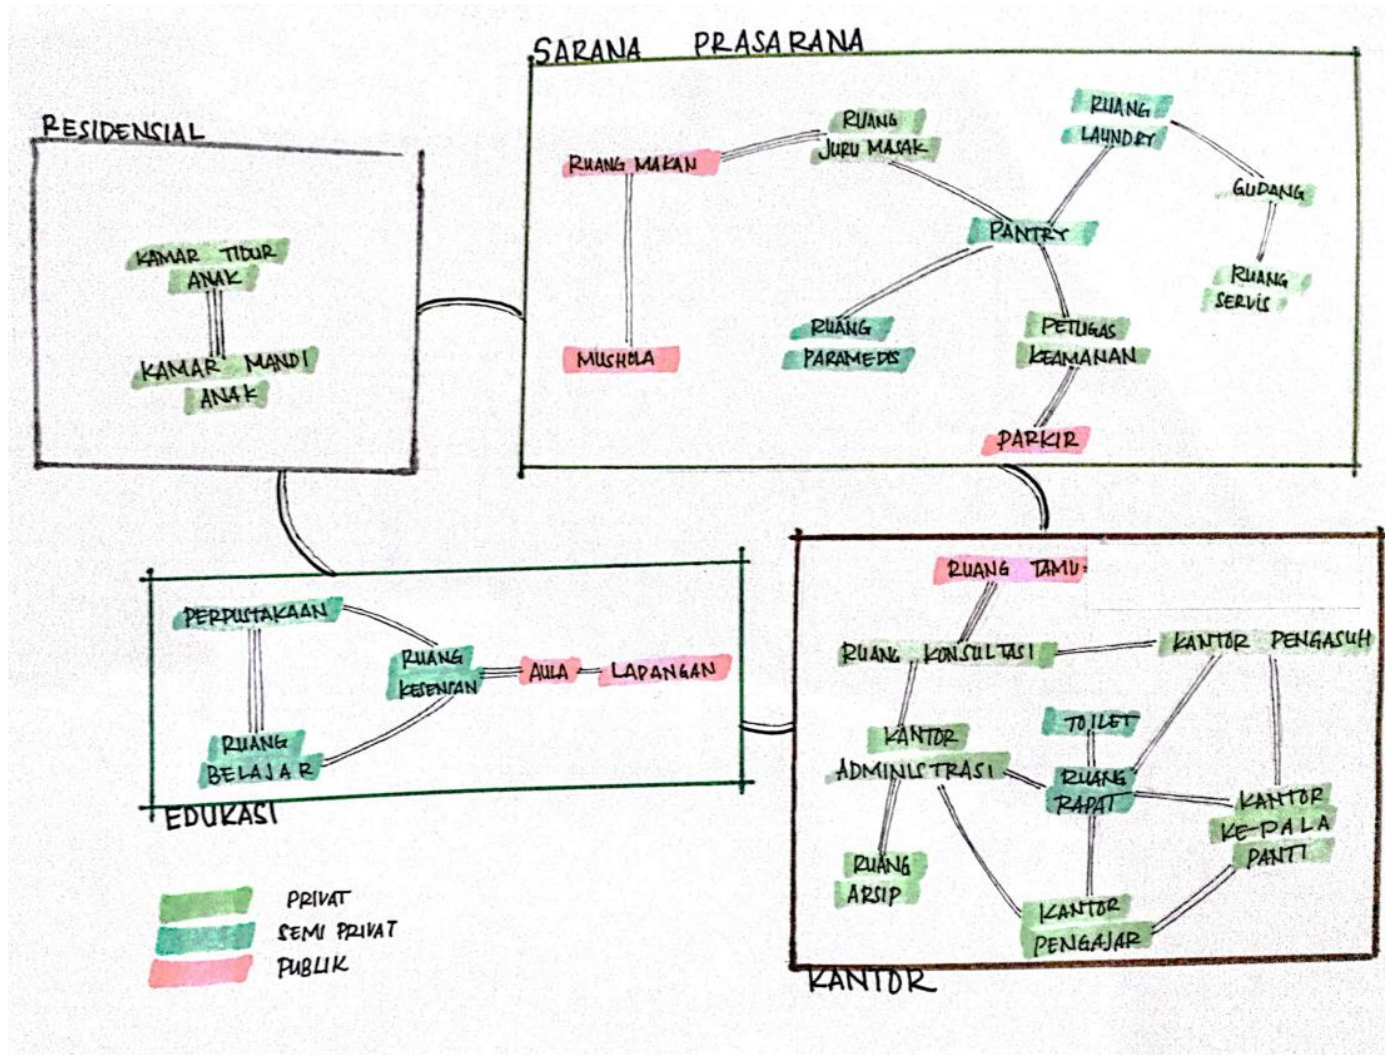 SARANA PRASARANA
RUANG
JURU MASAK
RUANG MAKAN
RUANG
LAUNDRY
GUDANG
PANTRY
RUANG
SERVIS
RUANG
PARAMEDIS
PETUGAS
KEAMANAN
MUSHOLA
PARKIR
RESIDENSIAL
KAMAR TIDUR
ANAK
KAMAR MANDI
ANAK
PERPUSTAKAAN
RUANG
KESENIAN
AULA
LAPANGAN
RUANG
BELAJAR
EDUKASI
RUANG TAMU
RUANG KONSULTASI
KANTOR PENGASUH
KANTOR
ADMINISTRASI
TOILET
RUANG
RAPAT
KANTOR
KE-PALA
PANTI
RUANG
ARSIP
KANTOR
PENGAJAR
KANTOR
PRIVAT
SEMI PRIVAT
PUBLIK